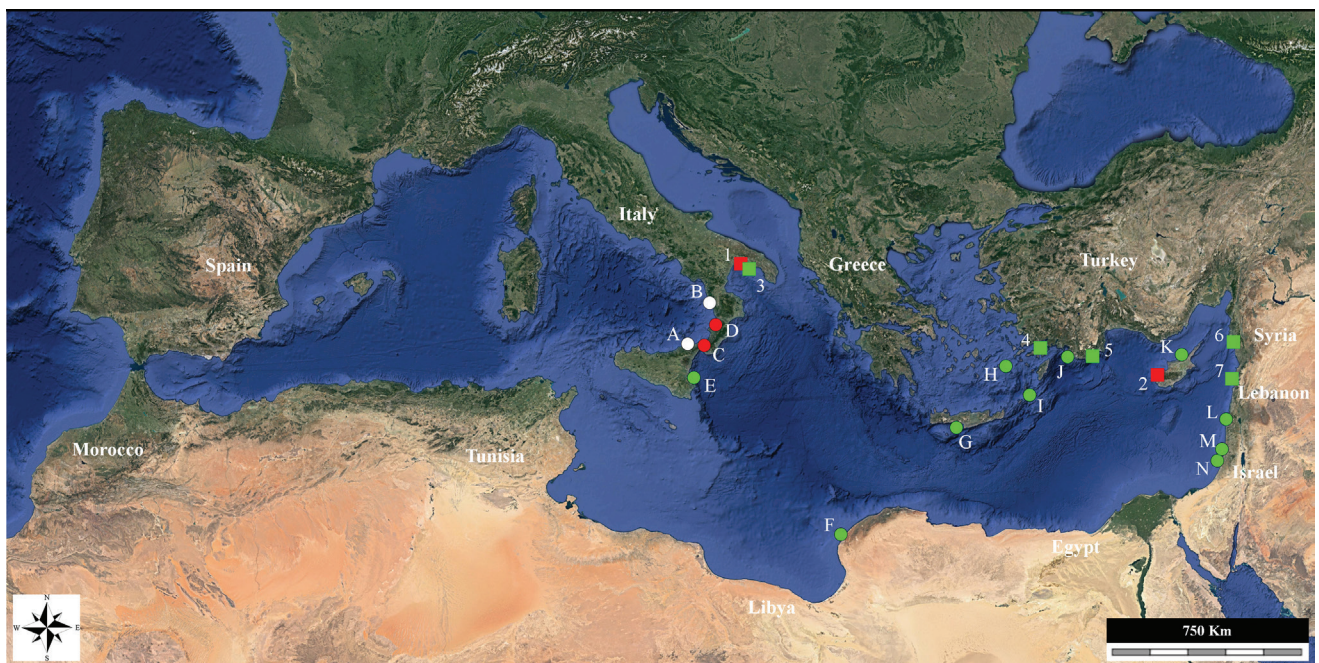 Italy
1
Spain
Greece
Turkey
3
B
D
A
C
4
5
K
6
Syria
H
J
E
2
7
Lebanon
I
L
G
Morocco
Tunisia
M
N
Israel
F
Egypt
Libya
N
W
E
S
750 Km